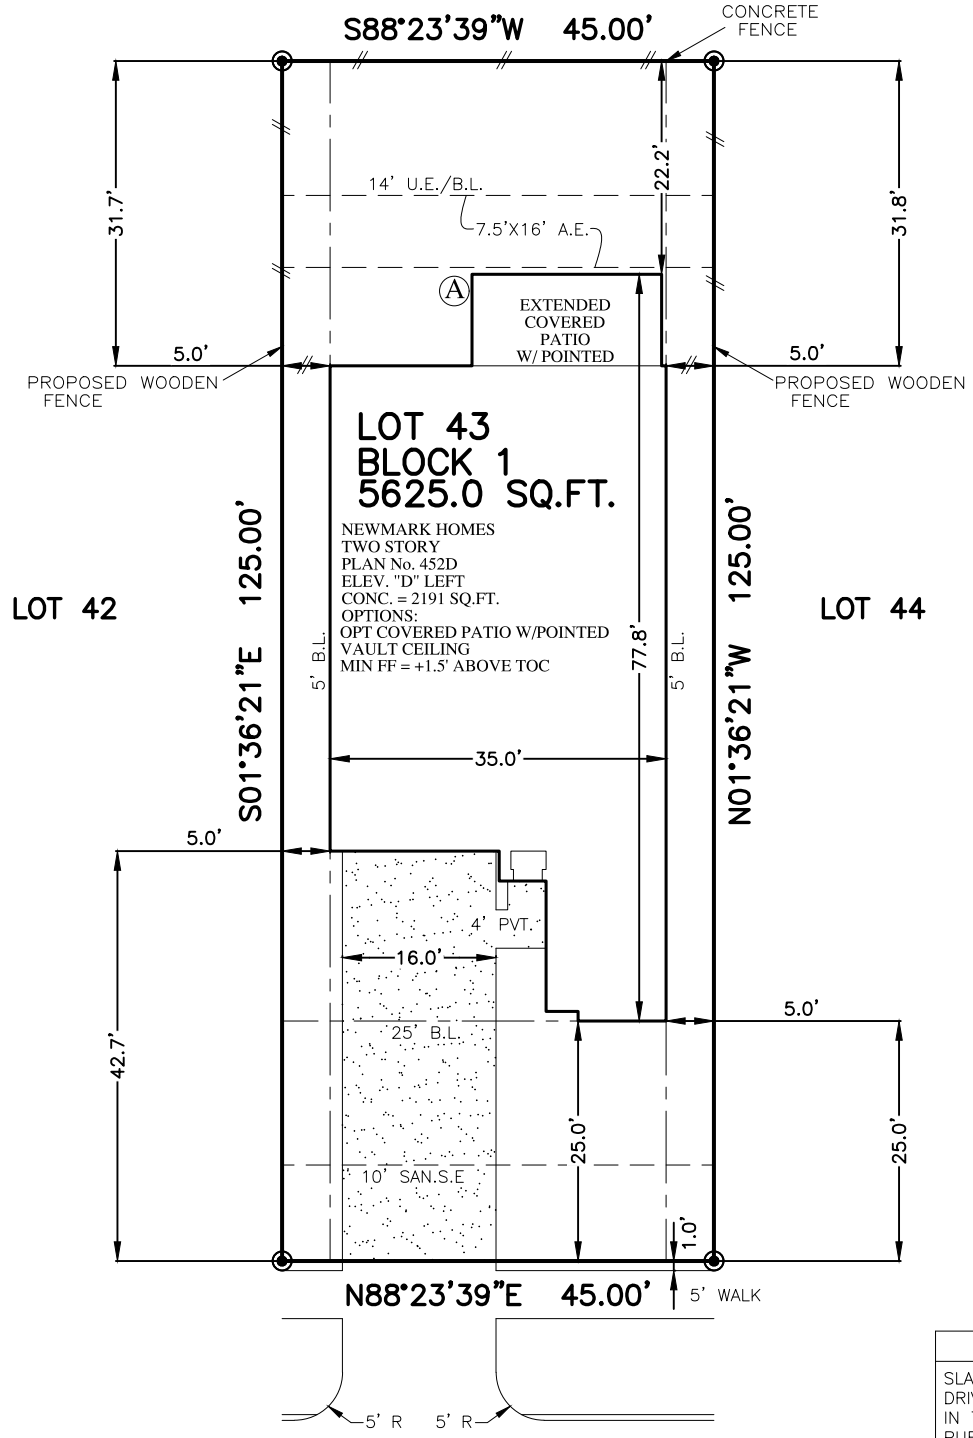 S88°23'39"W 45.00'
CONCRETE
FENCE
22.2'
31.7'
31.8'
14' U.E./B.L.
7.5'X16' A.E.
A
EXTENDED
COVERED
PATIO
W/ POINTED
5.0'
5.0'
PROPOSED WOODEN
FENCE
PROPOSED WOODEN
FENCE
LOT 43
BLOCK 1
5625.0 SQ.FT.
NEWMARK HOMES
TWO STORY
PLAN No. 452D
ELEV. "D" LEFT
CONC. = 2191 SQ.FT.
OPTIONS:
OPT COVERED PATIO W/POINTED
VAULT CEILING
MIN FF = +1.5' ABOVE TOC
LOT 42
LOT 44
S01°36'21"E 125.00'
N01°36'21"W 125.00'
5' B.L.
77.8'
5' B.L.
35.0'
5.0'
4' PVT.
16.0'
5.0'
25' B.L.
42.7'
25.0'
25.0'
10' SAN.S.E
1.0'
N88°23'39"E 45.00'
5' WALK
5' R
5' R
SLA
DRI
IN